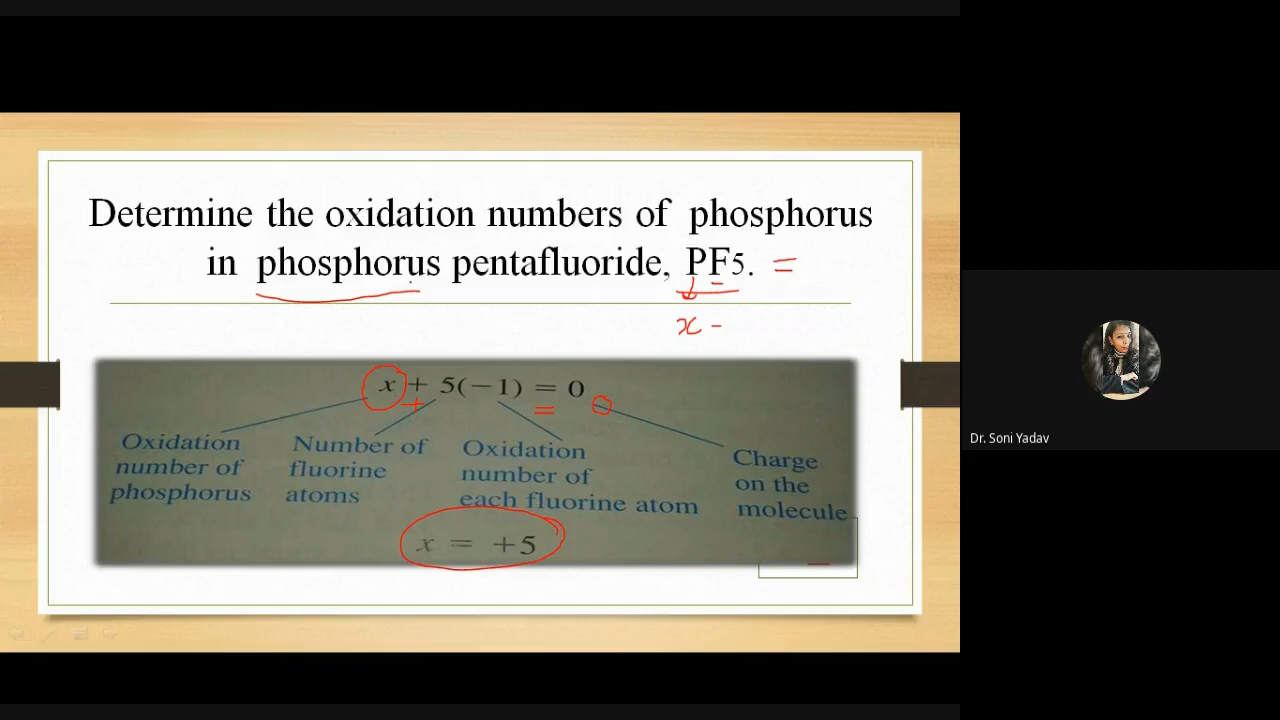 Determine the oxidation numbers of phosphorus
in phosphorus pentafluoride, PF5. =
x -
x + 5(−1) = 0
+ = 0
Oxidation number of phosphorus
Number of fluorine atoms
Oxidation number of each fluorine atom
Charge on the molecule
x = +5
Dr. Soni Yadav